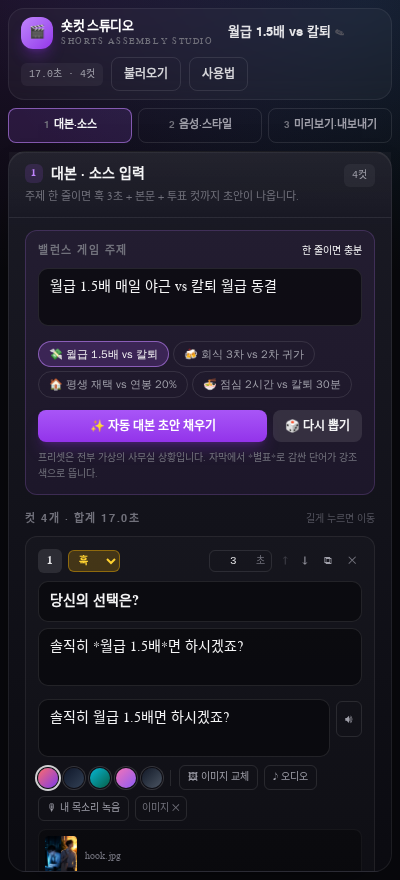 숏컷 스튜디오
SHORTS ASSEMBLY STUDIO
월급 1.5배 vs 칼퇴
17.0초 · 4컷
불러오기
사용법
1 대본·소스
2 음성·스타일
3 미리보기·내보내기
1 대본 · 소스 입력
4컷
주제 한 줄이면 훅 3초 + 본문 + 투표 컷까지 초안이 나옵니다.
밸런스 게임 주제
한 줄이면 충분
월급 1.5배 매일 야근 vs 칼퇴 월급 동결
💸 월급 1.5배 vs 칼퇴
🍻 회식 3차 vs 2차 귀가
🏠 평생 재택 vs 연봉 20%
🍜 점심 2시간 vs 칼퇴 30분
✨ 자동 대본 초안 채우기
🎲 다시 뽑기
프리셋은 전부 가상의 사무실 상황입니다. 자막에서 *별표*로 감싼 단어가 강조
색으로 뜹니다.
컷 4개 · 합계 17.0초
길게 누르면 이동
1
훅
3 초
↑ ↓ ⧉ ✕
당신의 선택은?
솔직히 *월급 1.5배*면 하시겠죠?
솔직히 월급 1.5배면 하시겠죠?
🖼 이미지 교체
♪ 오디오
🎙 내 목소리 녹음
이미지 ✕
hook.jpg